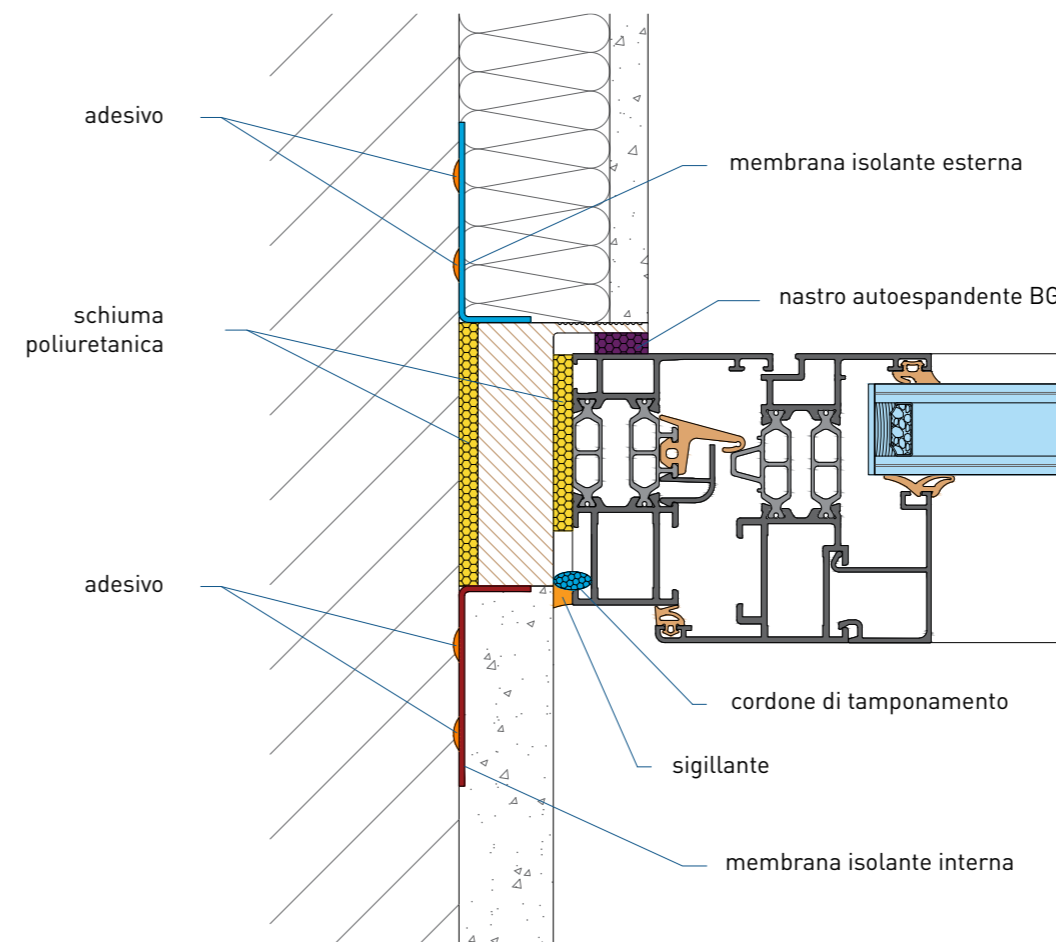 adesivo
membrana isolante esterna
nastro autoespandente BG
schiuma
poliuretanica
adesivo
cordone di tamponamento
sigillante
membrana isolante interna